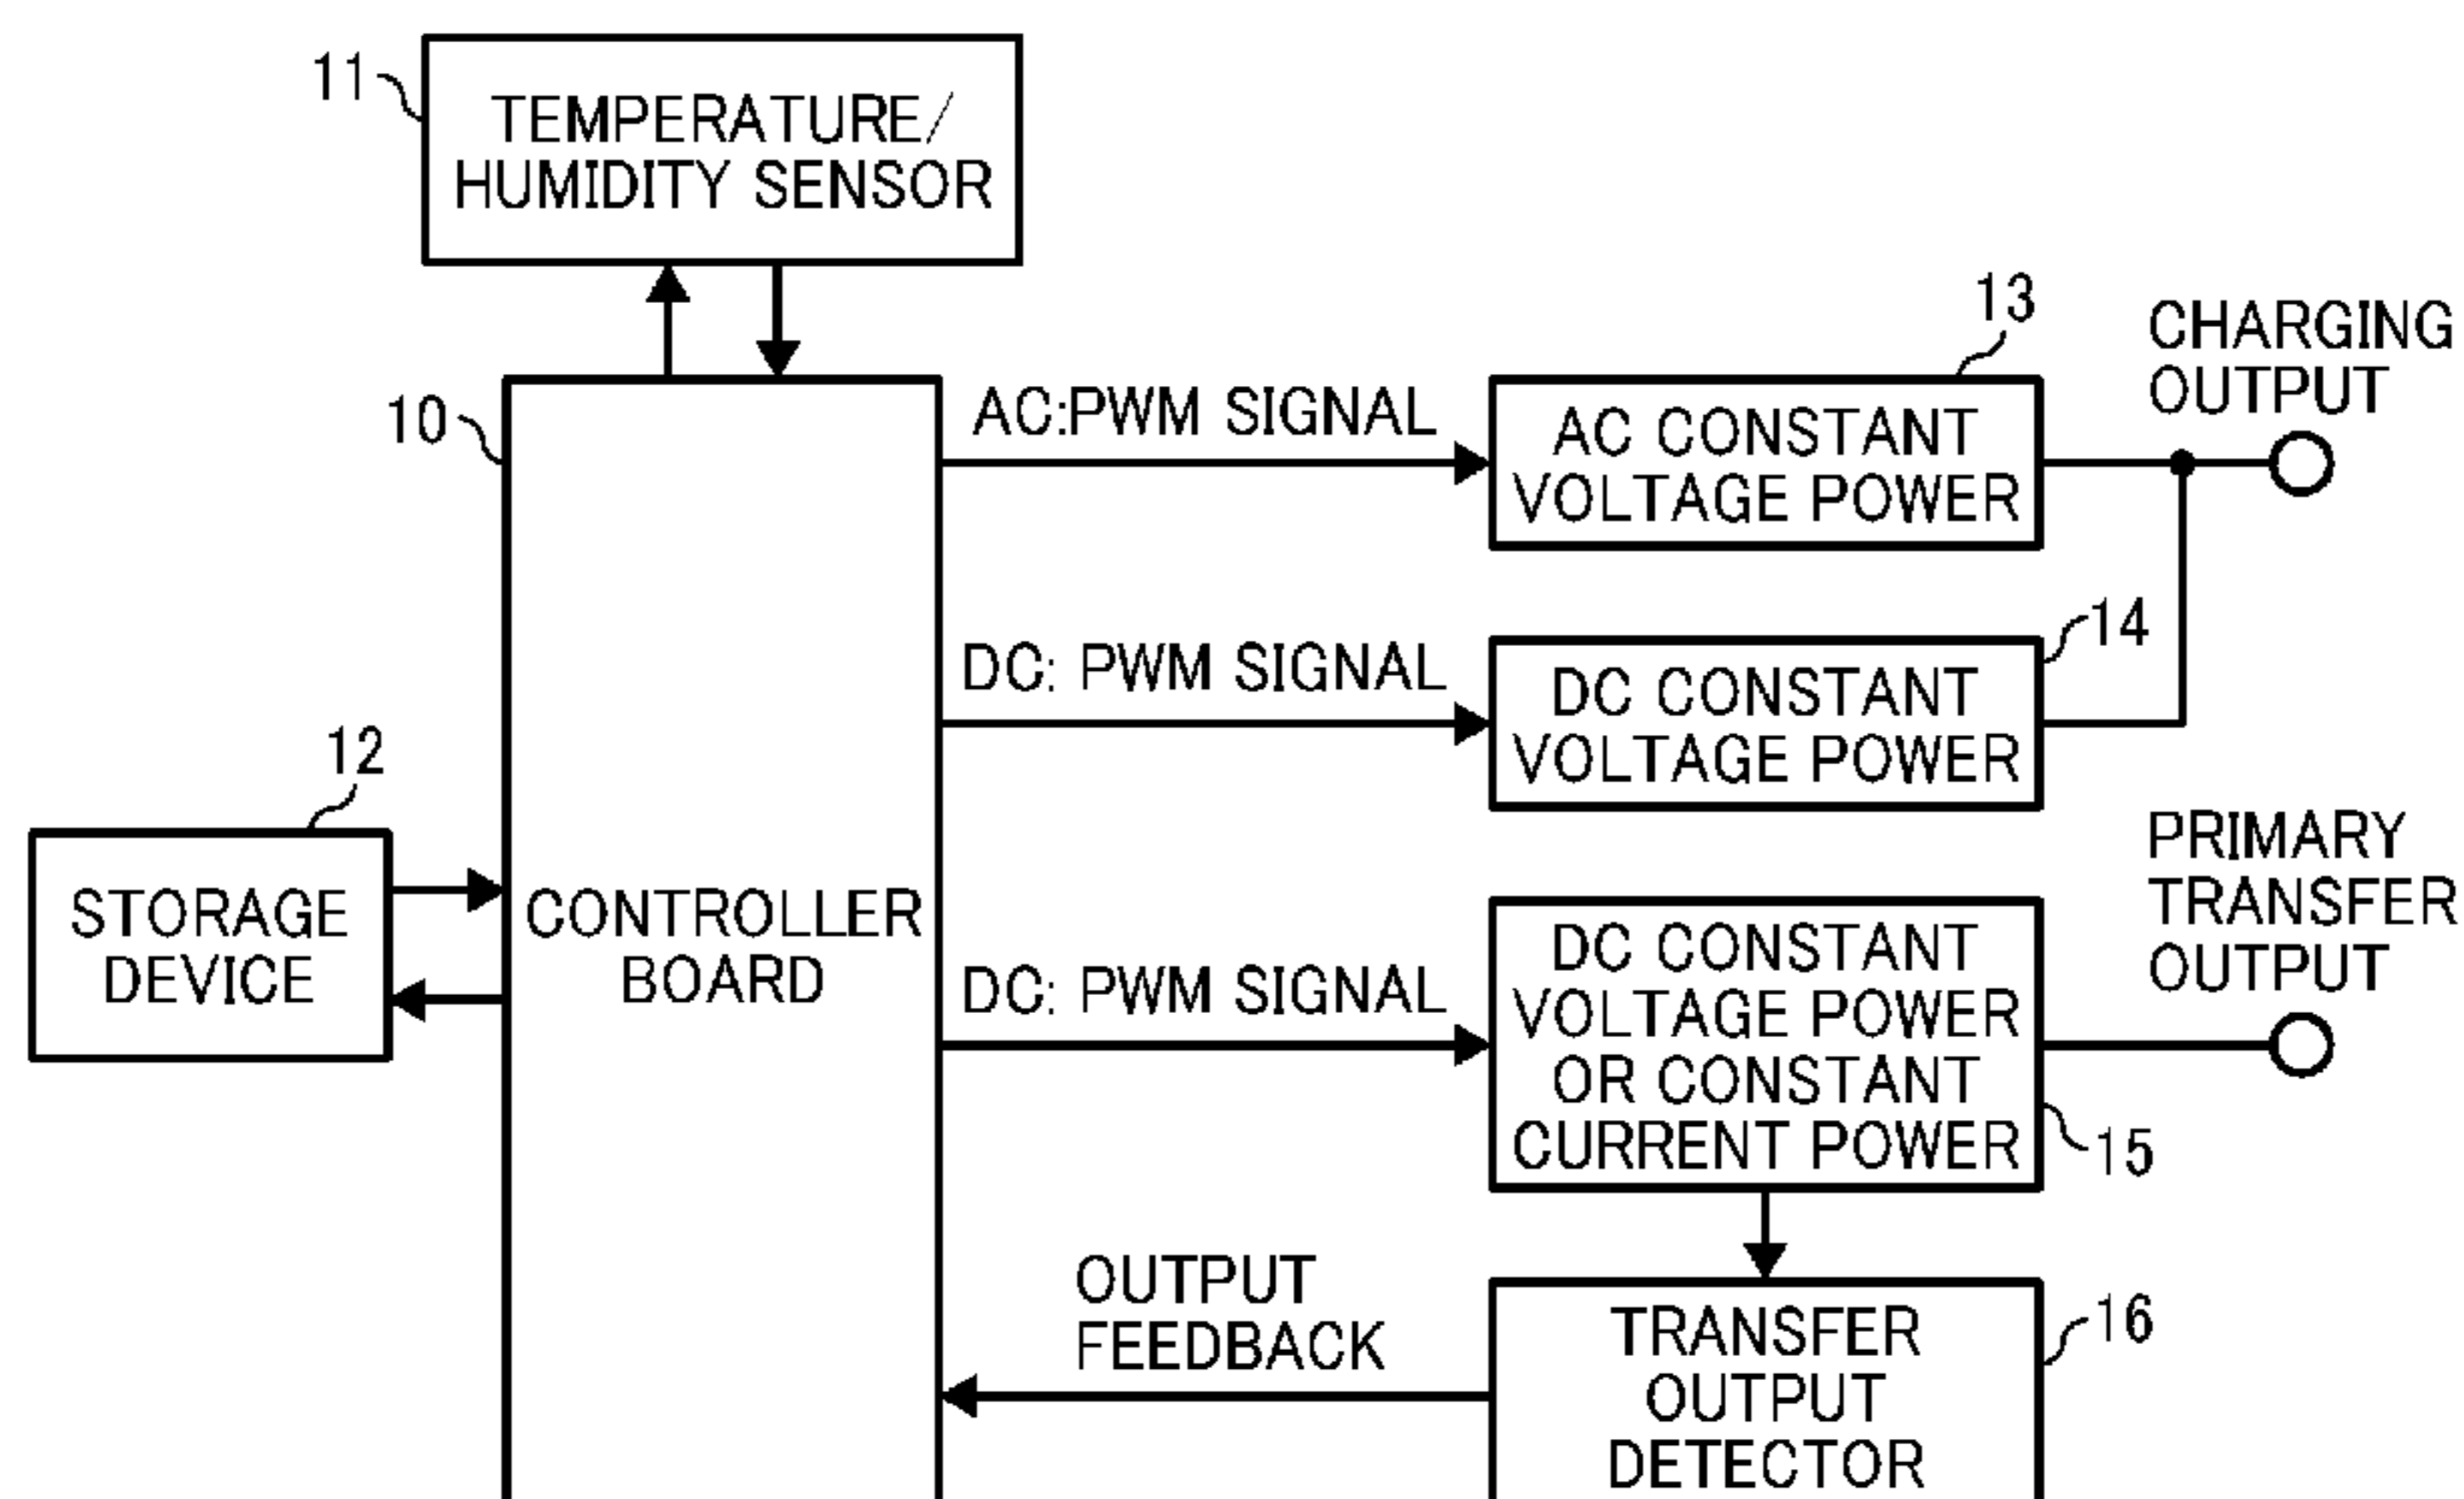 11
TEMPERATURE/
HUMIDITY SENSOR
13
CHARGING
OUTPUT
10
AC:PWM SIGNAL
AC CONSTANT
VOLTAGE POWER
14
DC: PWM SIGNAL
DC CONSTANT
VOLTAGE POWER
12
STORAGE
DEVICE
CONTROLLER
BOARD
DC: PWM SIGNAL
DC CONSTANT
VOLTAGE POWER
OR CONSTANT
CURRENT POWER
PRIMARY
TRANSFER
OUTPUT
15
OUTPUT
FEEDBACK
TRANSFER
OUTPUT
DETECTOR
16